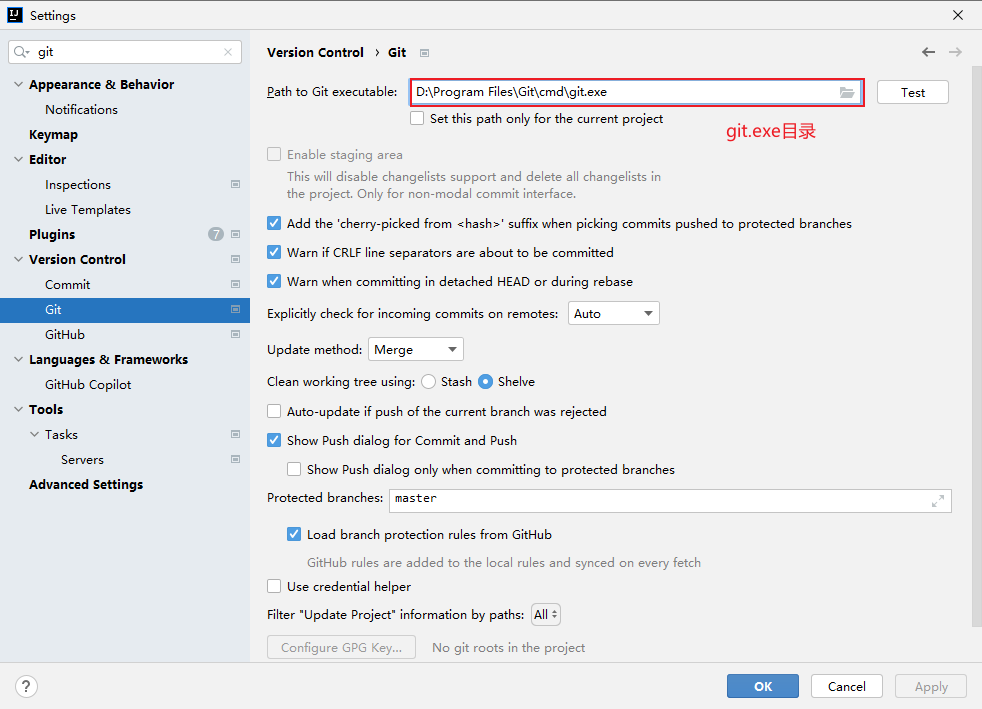 Settings
git
Appearance & Behavior
Notifications
Keymap
Editor
Inspections
Live Templates
Plugins 7
Version Control
Commit
Git
GitHub
Languages & Frameworks
GitHub Copilot
Tools
Tasks
Servers
Advanced Settings
Version Control › Git
Path to Git executable: D:\Program Files\Git\cmd\git.exe Test
Set this path only for the current project
git.exe目录
Enable staging area
This will disable changelists support and delete all changelists in
the project. Only for non-modal commit interface.
Add the 'cherry-picked from <hash>' suffix when picking commits pushed to protected branches
Warn if CRLF line separators are about to be committed
Warn when committing in detached HEAD or during rebase
Explicitly check for incoming commits on remotes: Auto
Update method: Merge
Clean working tree using: Stash Shelve
Auto-update if push of the current branch was rejected
Show Push dialog for Commit and Push
Show Push dialog only when committing to protected branches
Protected branches: master
Load branch protection rules from GitHub
GitHub rules are added to the local rules and synced on every fetch
Use credential helper
Filter "Update Project" information by paths: All
Configure GPG Key... No git roots in the project
? OK Cancel Apply